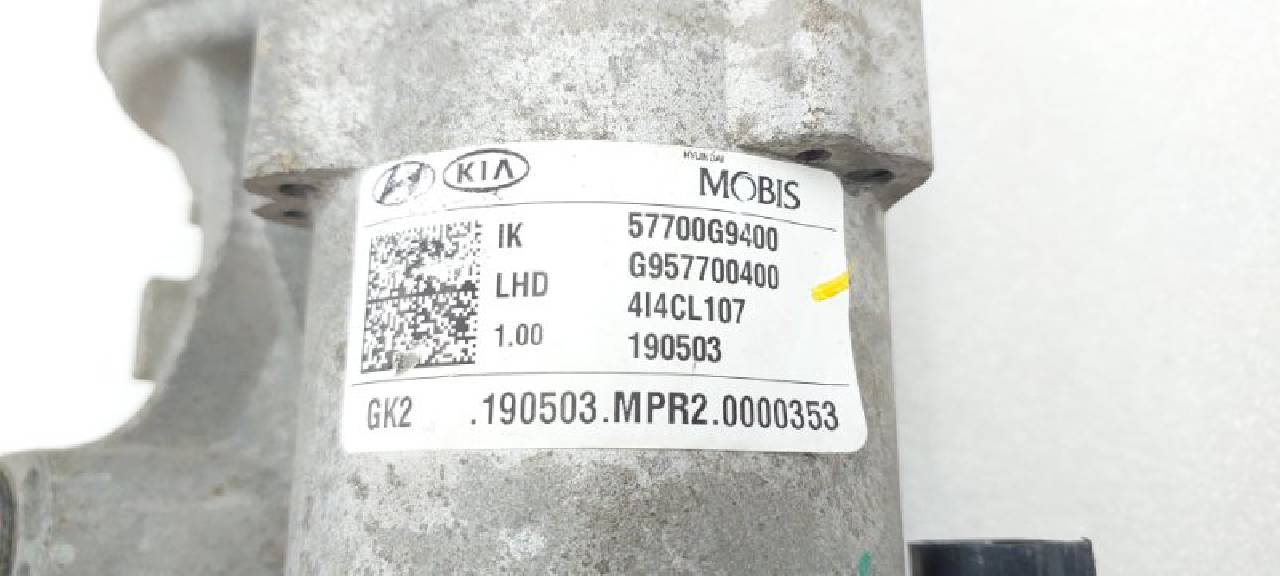 KIA
HYUNDAI
MOBIS
IK 57700G9400
LHD G957700400
4I4CL107
1.00 190503
GK2 .190503.MPR2.0000353